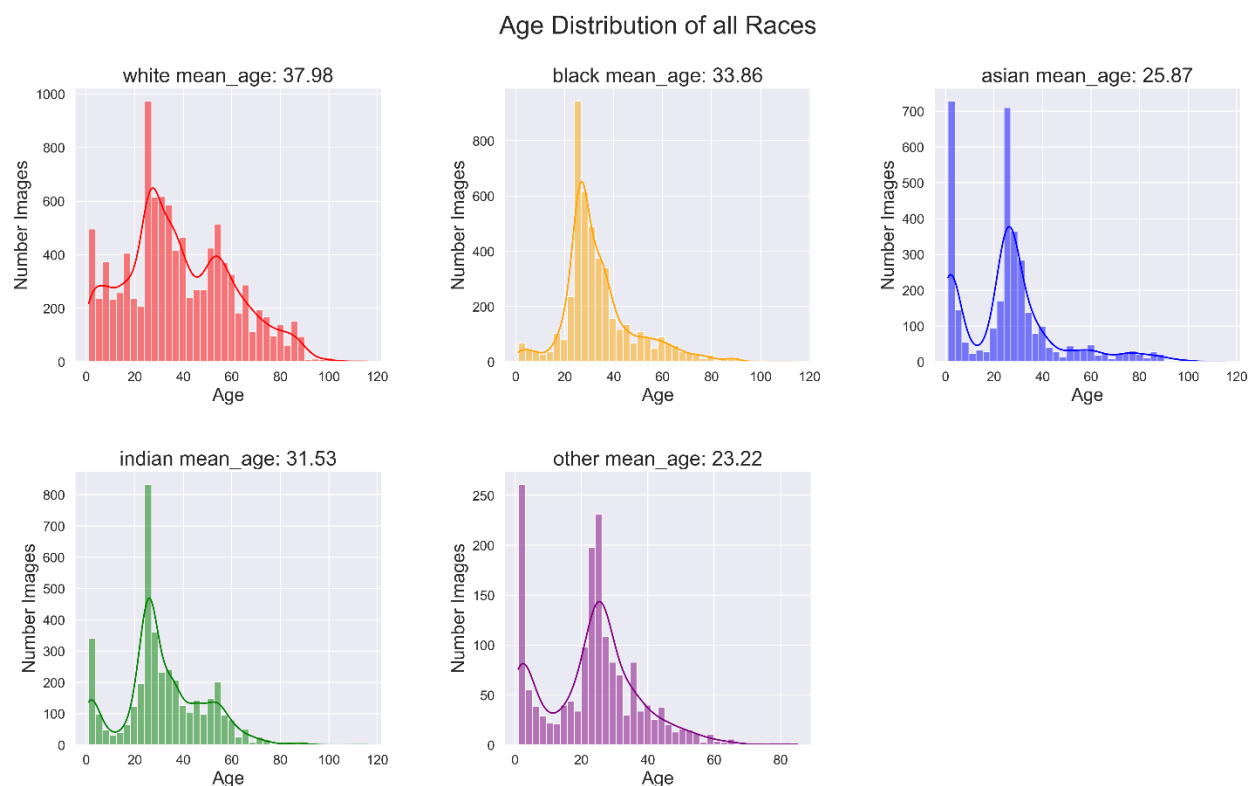 Age Distribution of all Races
white mean_age: 37.98
1000
800
600
400
200
0
Number Images
0 20 40 60 80 100 120
Age
black mean_age: 33.86
800
600
400
200
0
Number Images
0 20 40 60 80 100 120
Age
asian mean_age: 25.87
700
600
500
400
300
200
100
0
Number Images
0 20 40 60 80 100 120
Age
indian mean_age: 31.53
800
700
600
500
400
300
200
100
0
Number Images
0 20 40 60 80 100 120
Age
other mean_age: 23.22
250
200
150
100
50
0
Number Images
0 20 40 60 80
Age